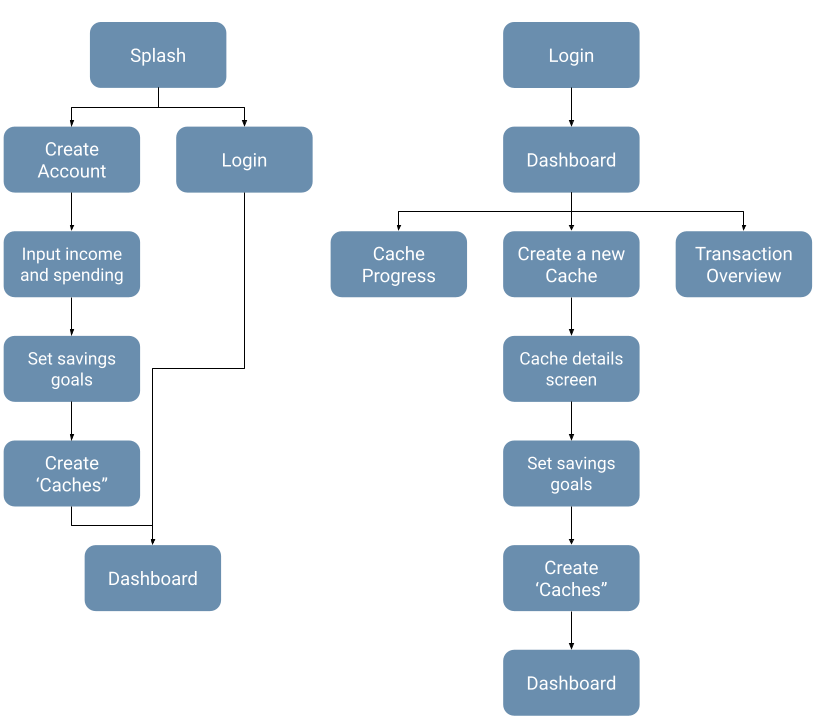 Splash
Create
Account
Login
Input income
and spending
Set savings
goals
Create
‘Caches”
Dashboard
Login
Dashboard
Cache
Progress
Create a new
Cache
Transaction
Overview
Cache details
screen
Set savings
goals
Create
‘Caches”
Dashboard